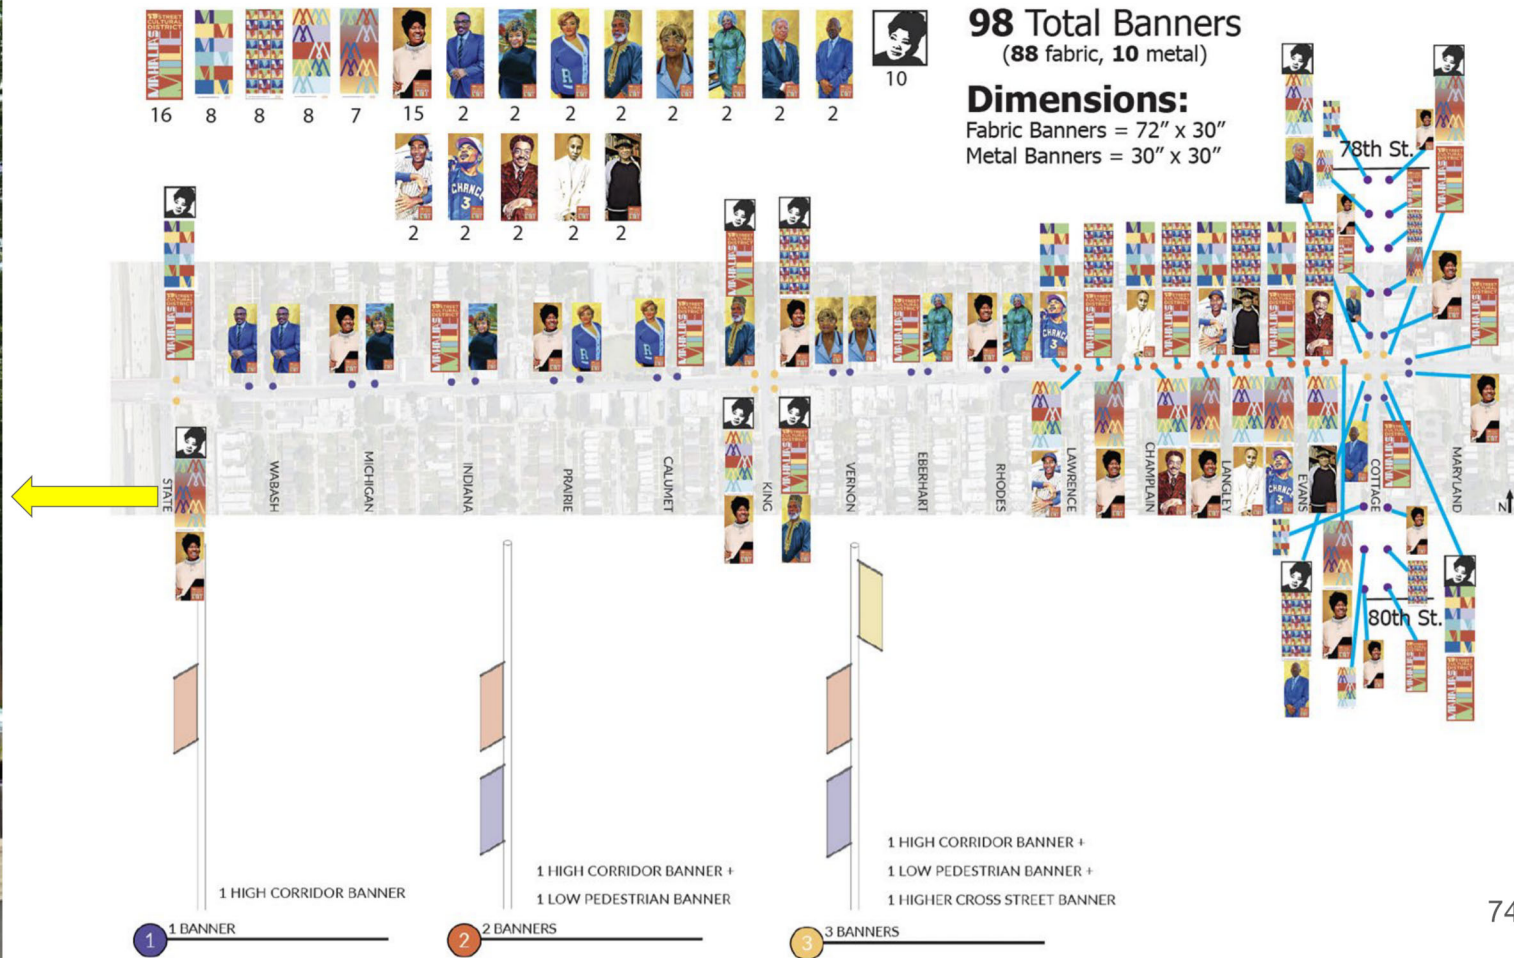 98 Total Banners
(88 fabric, 10 metal)
Dimensions:
Fabric Banners = 72” x 30”
Metal Banners = 30” x 30”
16 8 8 8 7 15 2 2 2 2 2 2 2 2
10
2 2 2 2 2
CHANCE
3
78th St.
STATE
WABASH
MICHIGAN
INDIANA
PRAIRIE
CALUMET
KING
VERNON
EBERHART
RHODES
LAWRENCE
CHAMPLAIN
LANGLEY
EVANS
COTTAGE
MARYLAND
N
80th St.
1 HIGH CORRIDOR BANNER
1 HIGH CORRIDOR BANNER +
1 LOW PEDESTRIAN BANNER
1 HIGH CORRIDOR BANNER +
1 LOW PEDESTRIAN BANNER +
1 HIGHER CROSS STREET BANNER
1 1 BANNER
2 2 BANNERS
3 3 BANNERS
74